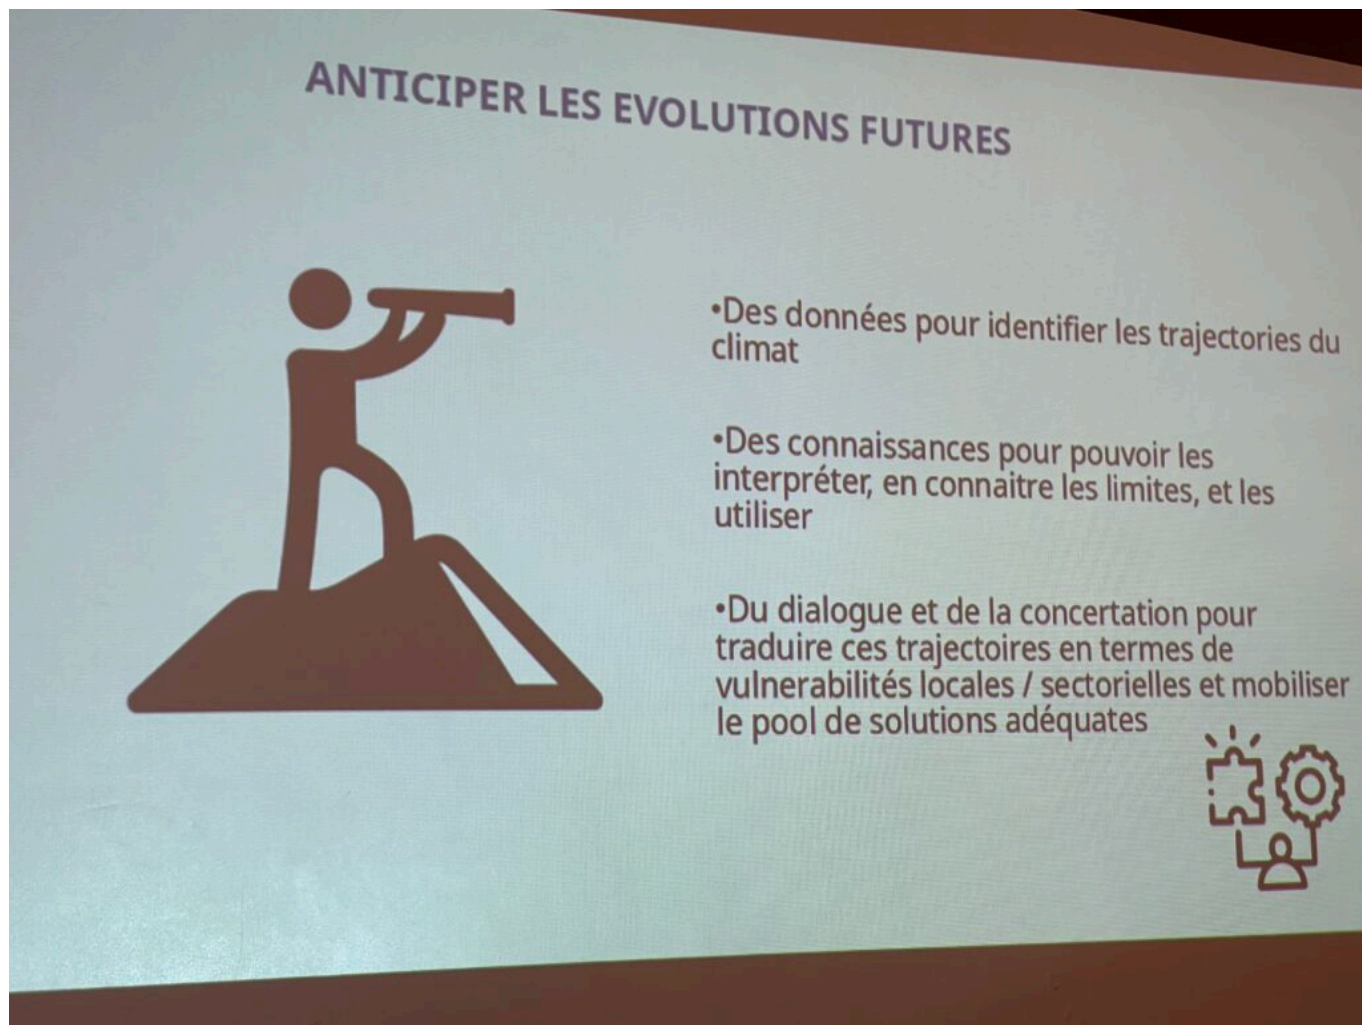 ANTICIPER LES EVOLUTIONS FUTURES
•Des données pour identifier les trajectories du
climat
•Des connaissances pour pouvoir les
interpréter, en connaitre les limites, et les
utiliser
•Du dialogue et de la concertation pour
traduire ces trajectoires en termes de
vulnerabilités locales / sectorielles et mobiliser
le pool de solutions adéquates